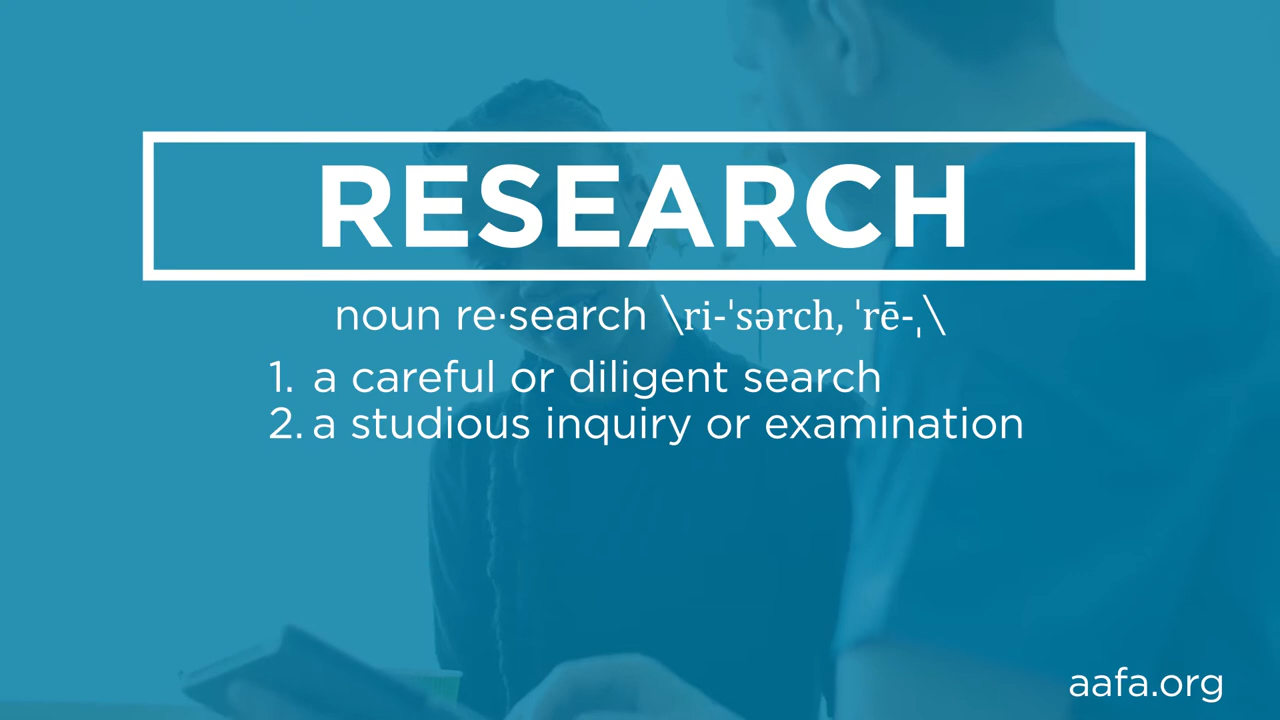 RESEARCH
noun re·search \ri-ˈsərch, ˈrē-ˌ\
1. a careful or diligent search
2. a studious inquiry or examination
aafa.org